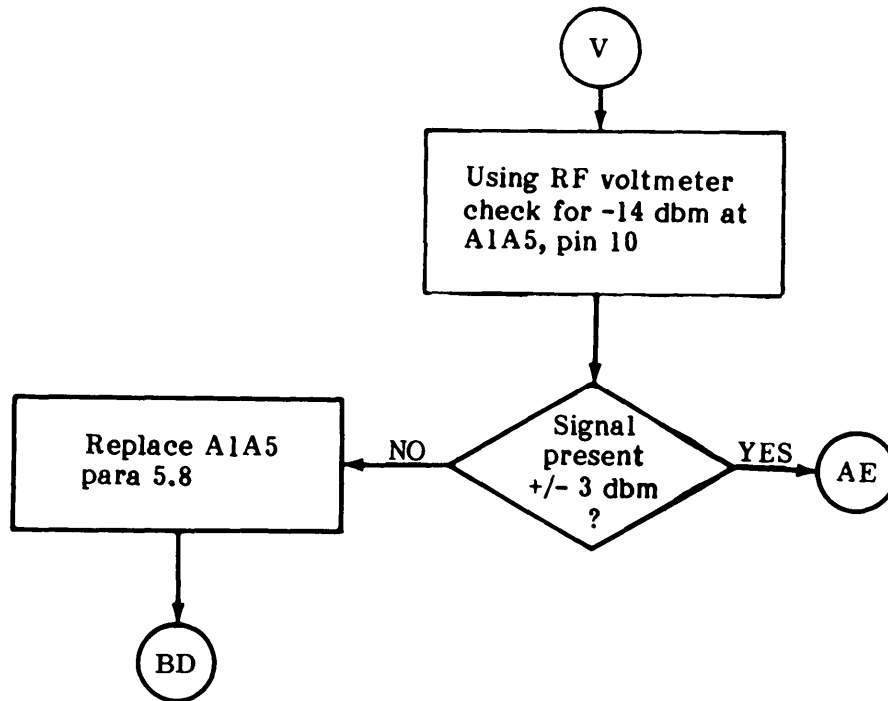 V
Using RF voltmeter
check for -14 dbm at
A1A5, pin 10
Signal
present
+/- 3 dbm
?
NO
YES
Replace A1A5
para 5.8
AE
BD